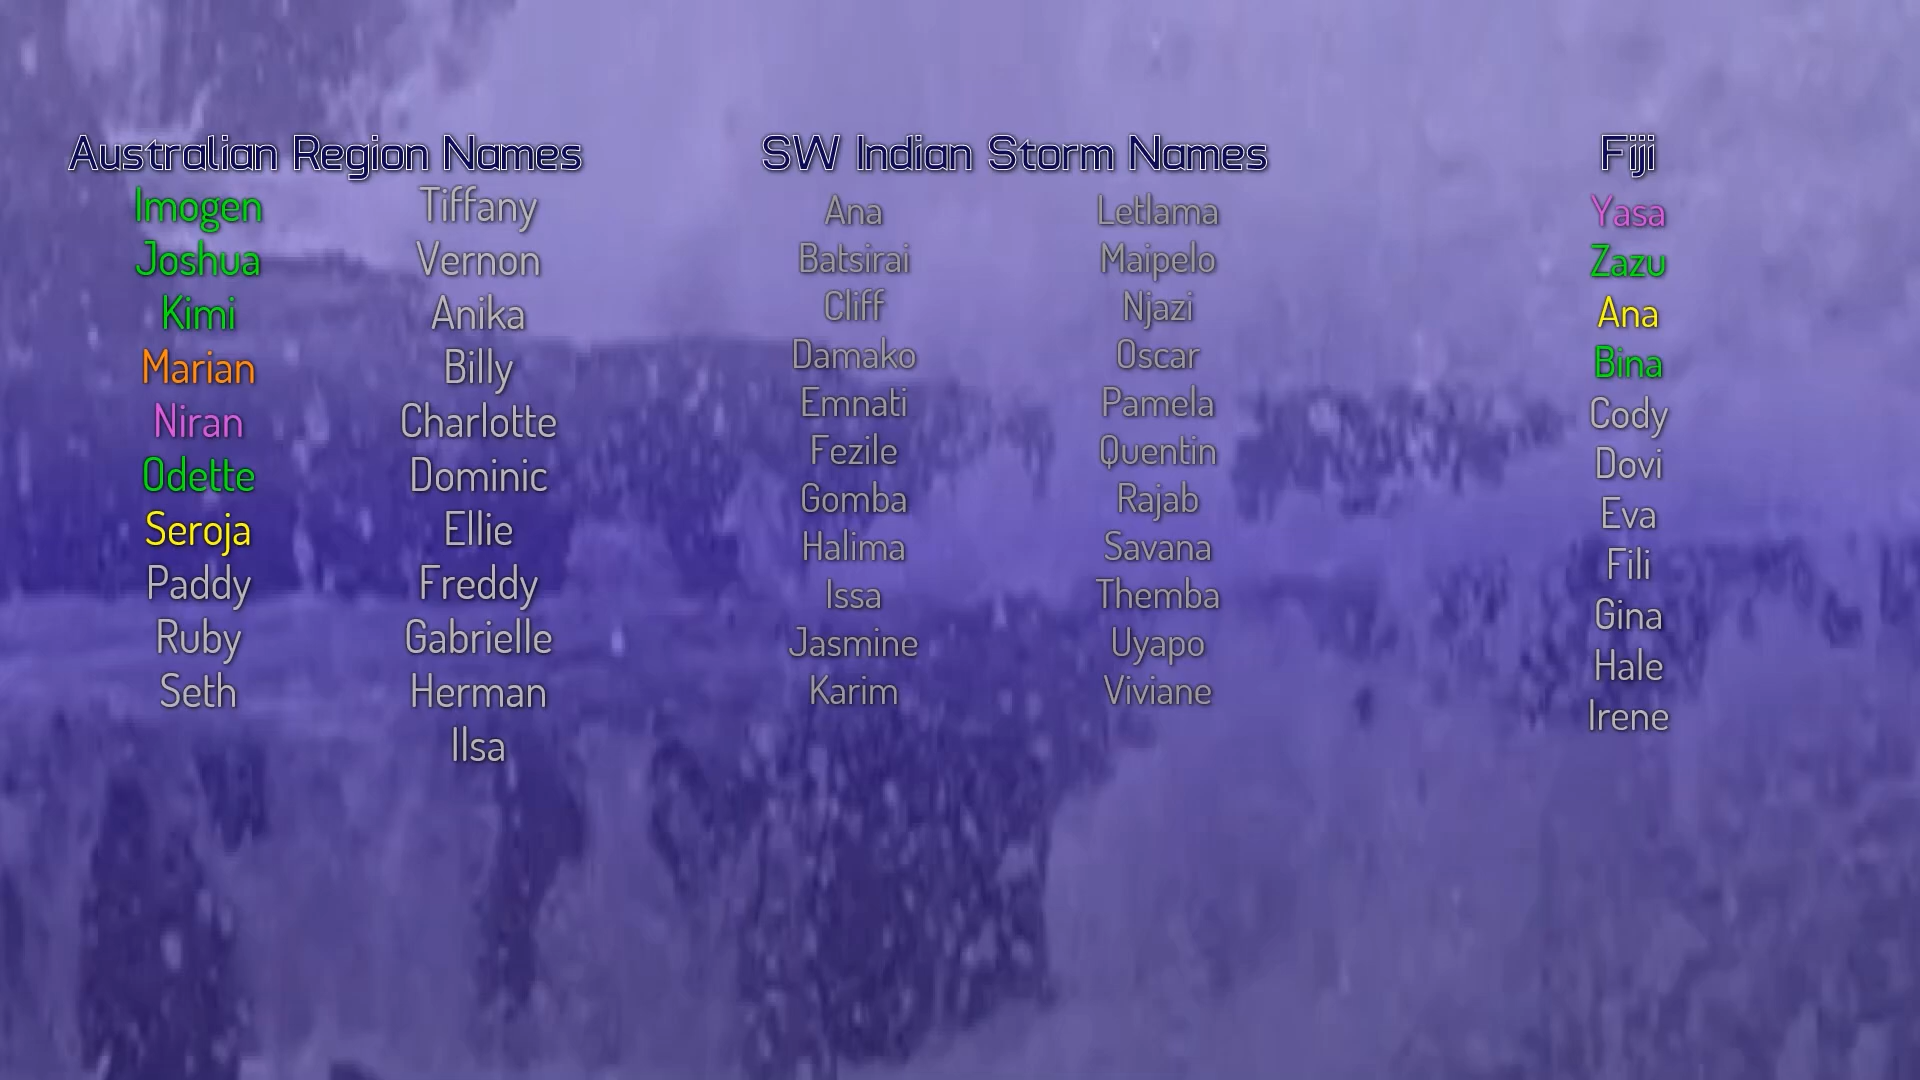 Australian Region Names
Imogen
Joshua
Kimi
Marian
Niran
Odette
Seroja
Paddy
Ruby
Seth
Tiffany
Vernon
Anika
Billy
Charlotte
Dominic
Ellie
Freddy
Gabrielle
Herman
Ilsa
SW Indian Storm Names
Ana
Batsirai
Cliff
Damako
Emnati
Fezile
Gomba
Halima
Issa
Jasmine
Karim
Letlama
Maipelo
Njazi
Oscar
Pamela
Quentin
Rajab
Savana
Themba
Uyapo
Viviane
Fiji
Yasa
Zazu
Ana
Bina
Cody
Dovi
Eva
Fili
Gina
Hale
Irene